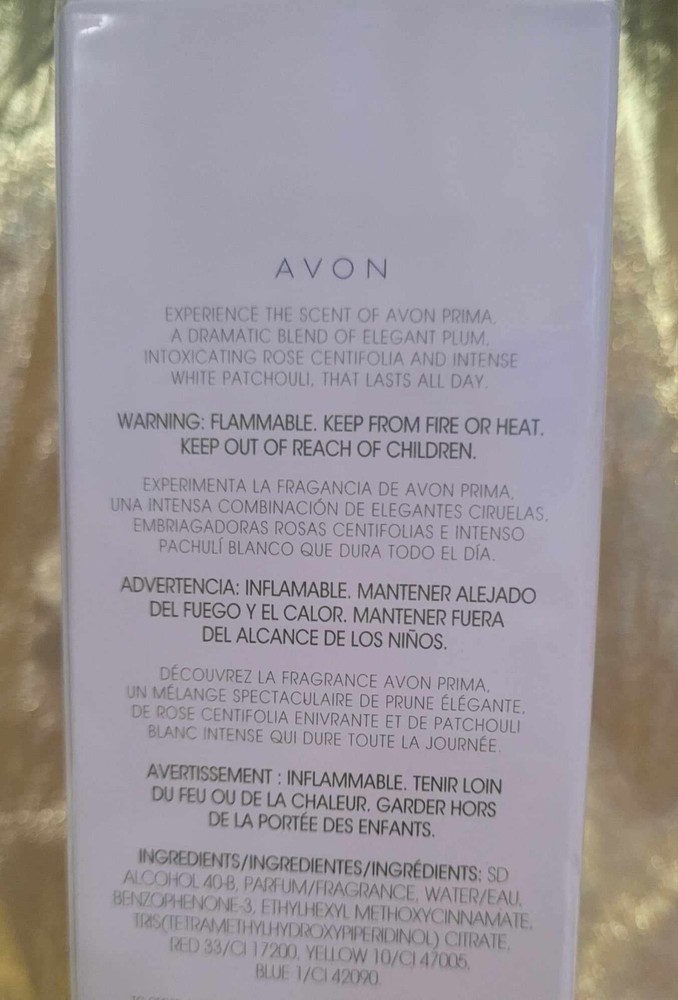 AVON
EXPERIENCE THE SCENT OF AVON PRIMA,
A DRAMATIC BLEND OF ELEGANT PLUM,
INTOXICATING ROSE CENTIFOLIA AND INTENSE
WHITE PATCHOULI, THAT LASTS ALL DAY.
WARNING: FLAMMABLE. KEEP FROM FIRE OR HEAT.
KEEP OUT OF REACH OF CHILDREN.
EXPERIMENTA LA FRAGANCIA DE AVON PRIMA,
UNA INTENSA COMBINACIÓN DE ELEGANTES CIRUELAS,
EMBRIAGADORAS ROSAS CENTIFOLIAS E INTENSO
PACHULÍ BLANCO QUE DURA TODO EL DÍA.
ADVERTENCIA: INFLAMABLE. MANTENER ALEJADO
DEL FUEGO Y EL CALOR. MANTENER FUERA
DEL ALCANCE DE LOS NIÑOS.
DÉCOUVREZ LA FRAGRANCE AVON PRIMA,
UN MÉLANGE SPECTACULAIRE DE PRUNE ÉLÉGANTE,
DE ROSE CENTIFOLIA ENIVRANTE ET DE PATCHOULI
BLANC INTENSE QUI DURE TOUTE LA JOURNÉE.
AVERTISSEMENT : INFLAMMABLE. TENIR LOIN
DU FEU OU DE LA CHALEUR. GARDER HORS
DE LA PORTÉE DES ENFANTS.
INGREDIENTS/INGREDIENTES/INGRÉDIENTS: SD
ALCOHOL 40-B, PARFUM/FRAGRANCE, WATER/EAU,
BENZOPHENONE-3, ETHYLHEXYL METHOXYCINNAMATE,
TRIS(TETRAMETHYLHYDROXYPIPERIDINOL) CITRATE,
RED 33/CI 17200, YELLOW 10/CI 47005,
BLUE 1/CI 42090.